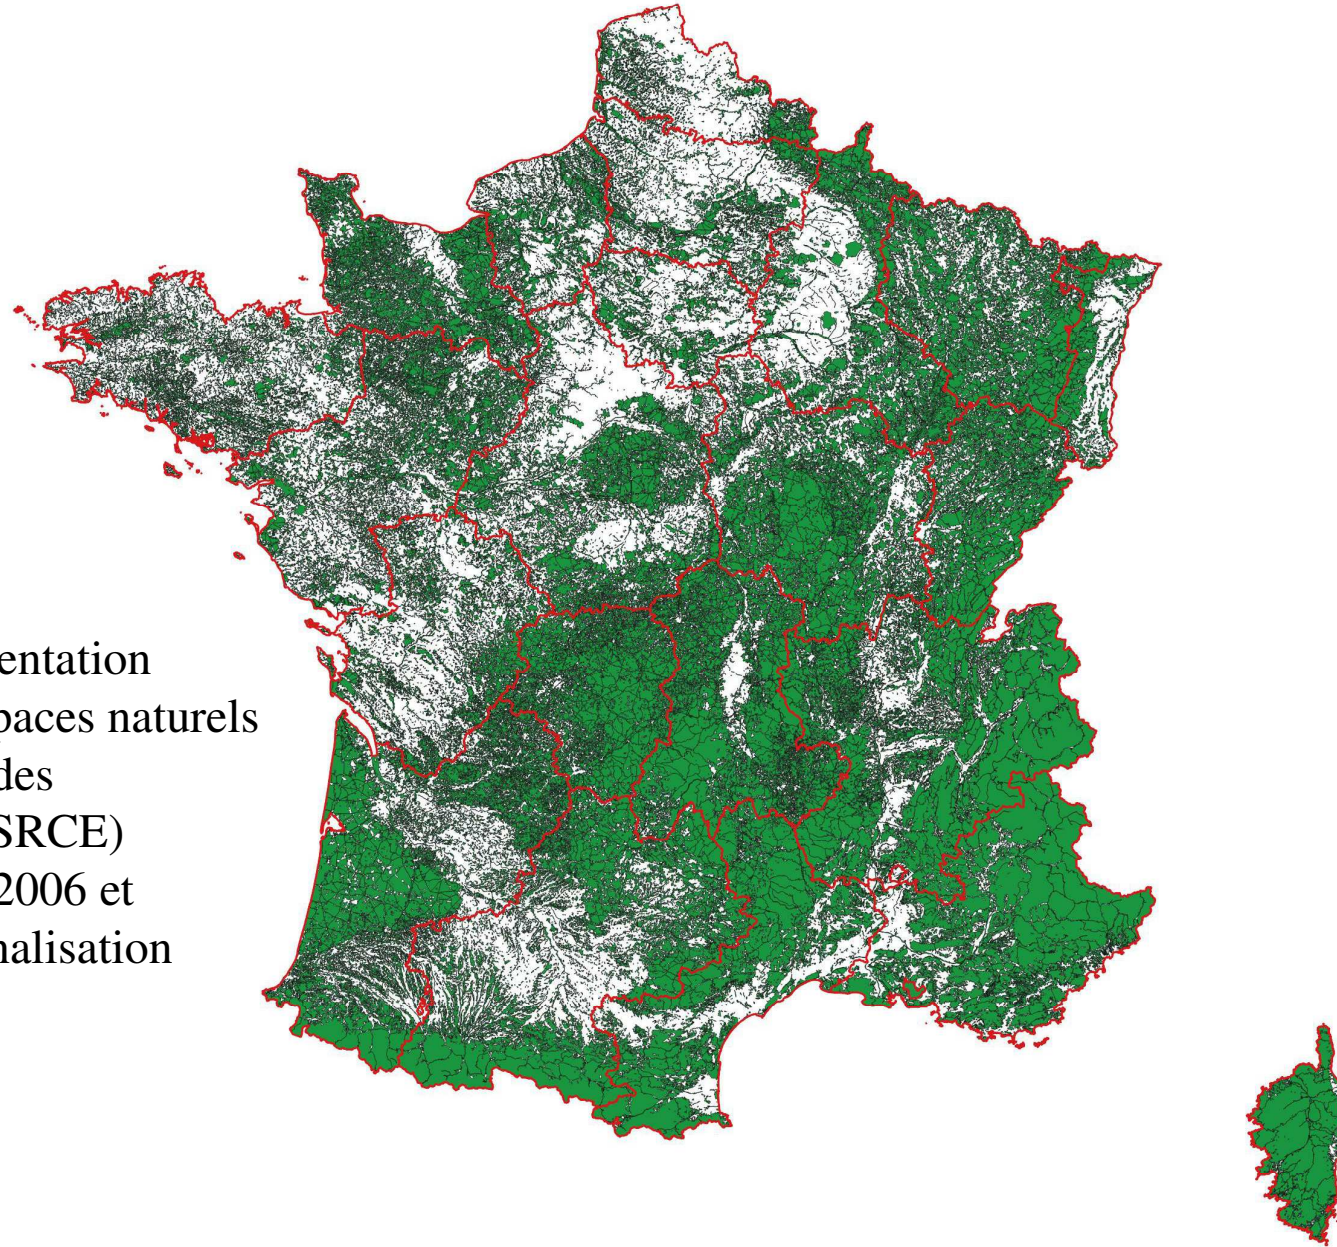 entation
paces naturels
des
SRCE)
2006 et
nalisation